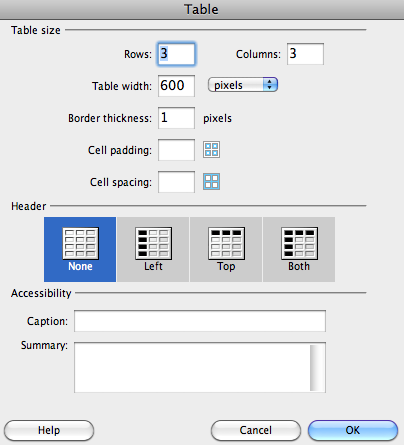 Table
Table size
Rows: 3 Columns: 3
Table width: 600 pixels
Border thickness: 1 pixels
Cell padding:
Cell spacing:
Header
None Left Top Both
Accessibility
Caption:
Summary:
Help Cancel OK